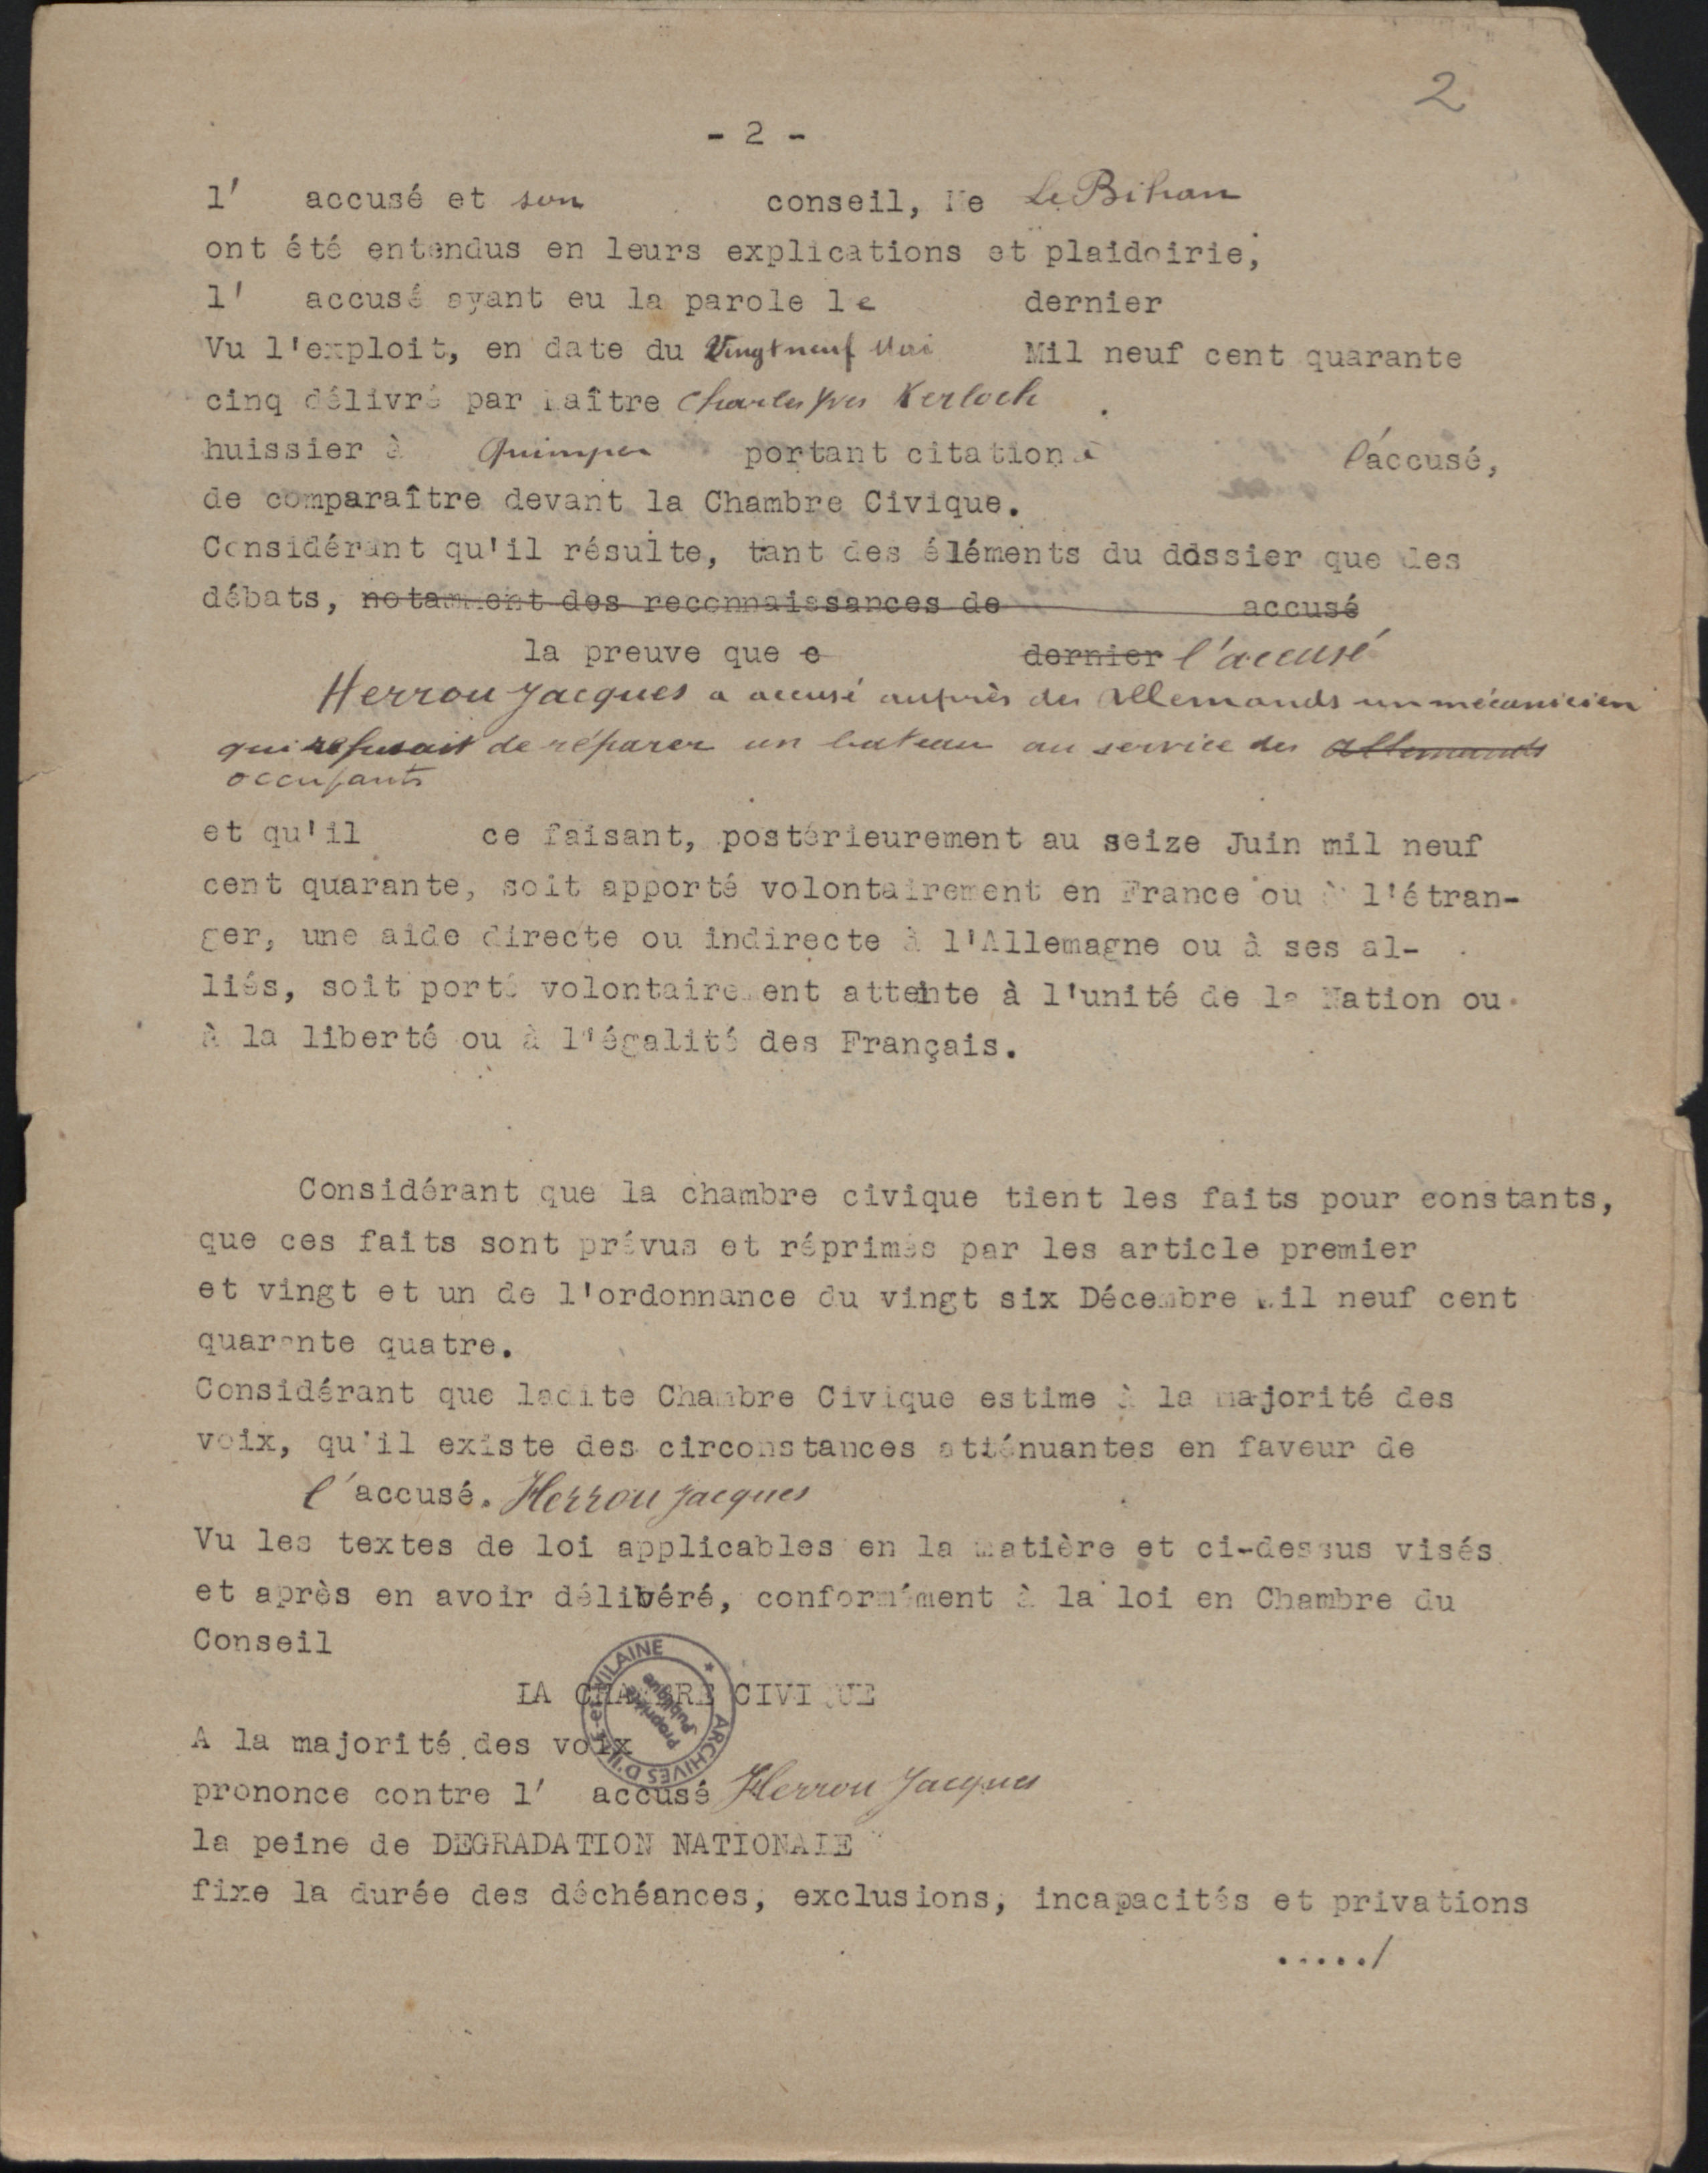 2
- 2 -
l' accusé et son conseil, Me Le Bihan
ont été entendus en leurs explications et plaidoirie,
l' accusé ayant eu la parole le dernier
Vu l'exploit, en date du Vingt neuf Mai Mil neuf cent quarante
cinq délivré par Maître Charles Yves Kerloch
huissier à Quimper portant citation à l'accusé,
de comparaître devant la Chambre Civique.
Considérant qu'il résulte, tant des éléments du dossier que des
débats, notamment des reconnaissances de accusé
la preuve que e dernier l'accusé
Herrou Jacques a accusé auprès des Allemands un mécanicien
qui refusait de réparer un bateau au service des Allemands
occupants
et qu'il ce faisant, postérieurement au seize Juin mil neuf
cent quarante, soit apporté volontairement en France ou à l'étran-
ger, une aide directe ou indirecte à l'Allemagne ou à ses al-
liés, soit porté volontairement atteinte à l'unité de la Nation ou
à la liberté ou à l'égalité des Français.
Considérant que la chambre civique tient les faits pour constants,
que ces faits sont prévus et réprimés par les article premier
et vingt et un de l'ordonnance du vingt six Décembre mil neuf cent
quarante quatre.
Considérant que ladite Chambre Civique estime à la majorité des
voix, qu'il existe des circonstances atténuantes en faveur de
l'accusé. Herrou Jacques
Vu les textes de loi applicables en la matière et ci-dessus visés
et après en avoir délibéré, conformément à la loi en Chambre du
Conseil
LA CHAMBRE CIVIQUE
ARCHIVES D'ILLE-et-VILAINE
Propriété
publique
A la majorité des voix
prononce contre l' accusé Herrou Jacques
la peine de DEGRADATION NATIONALE
fixe la durée des déchéances, exclusions, incapacités et privations
...../